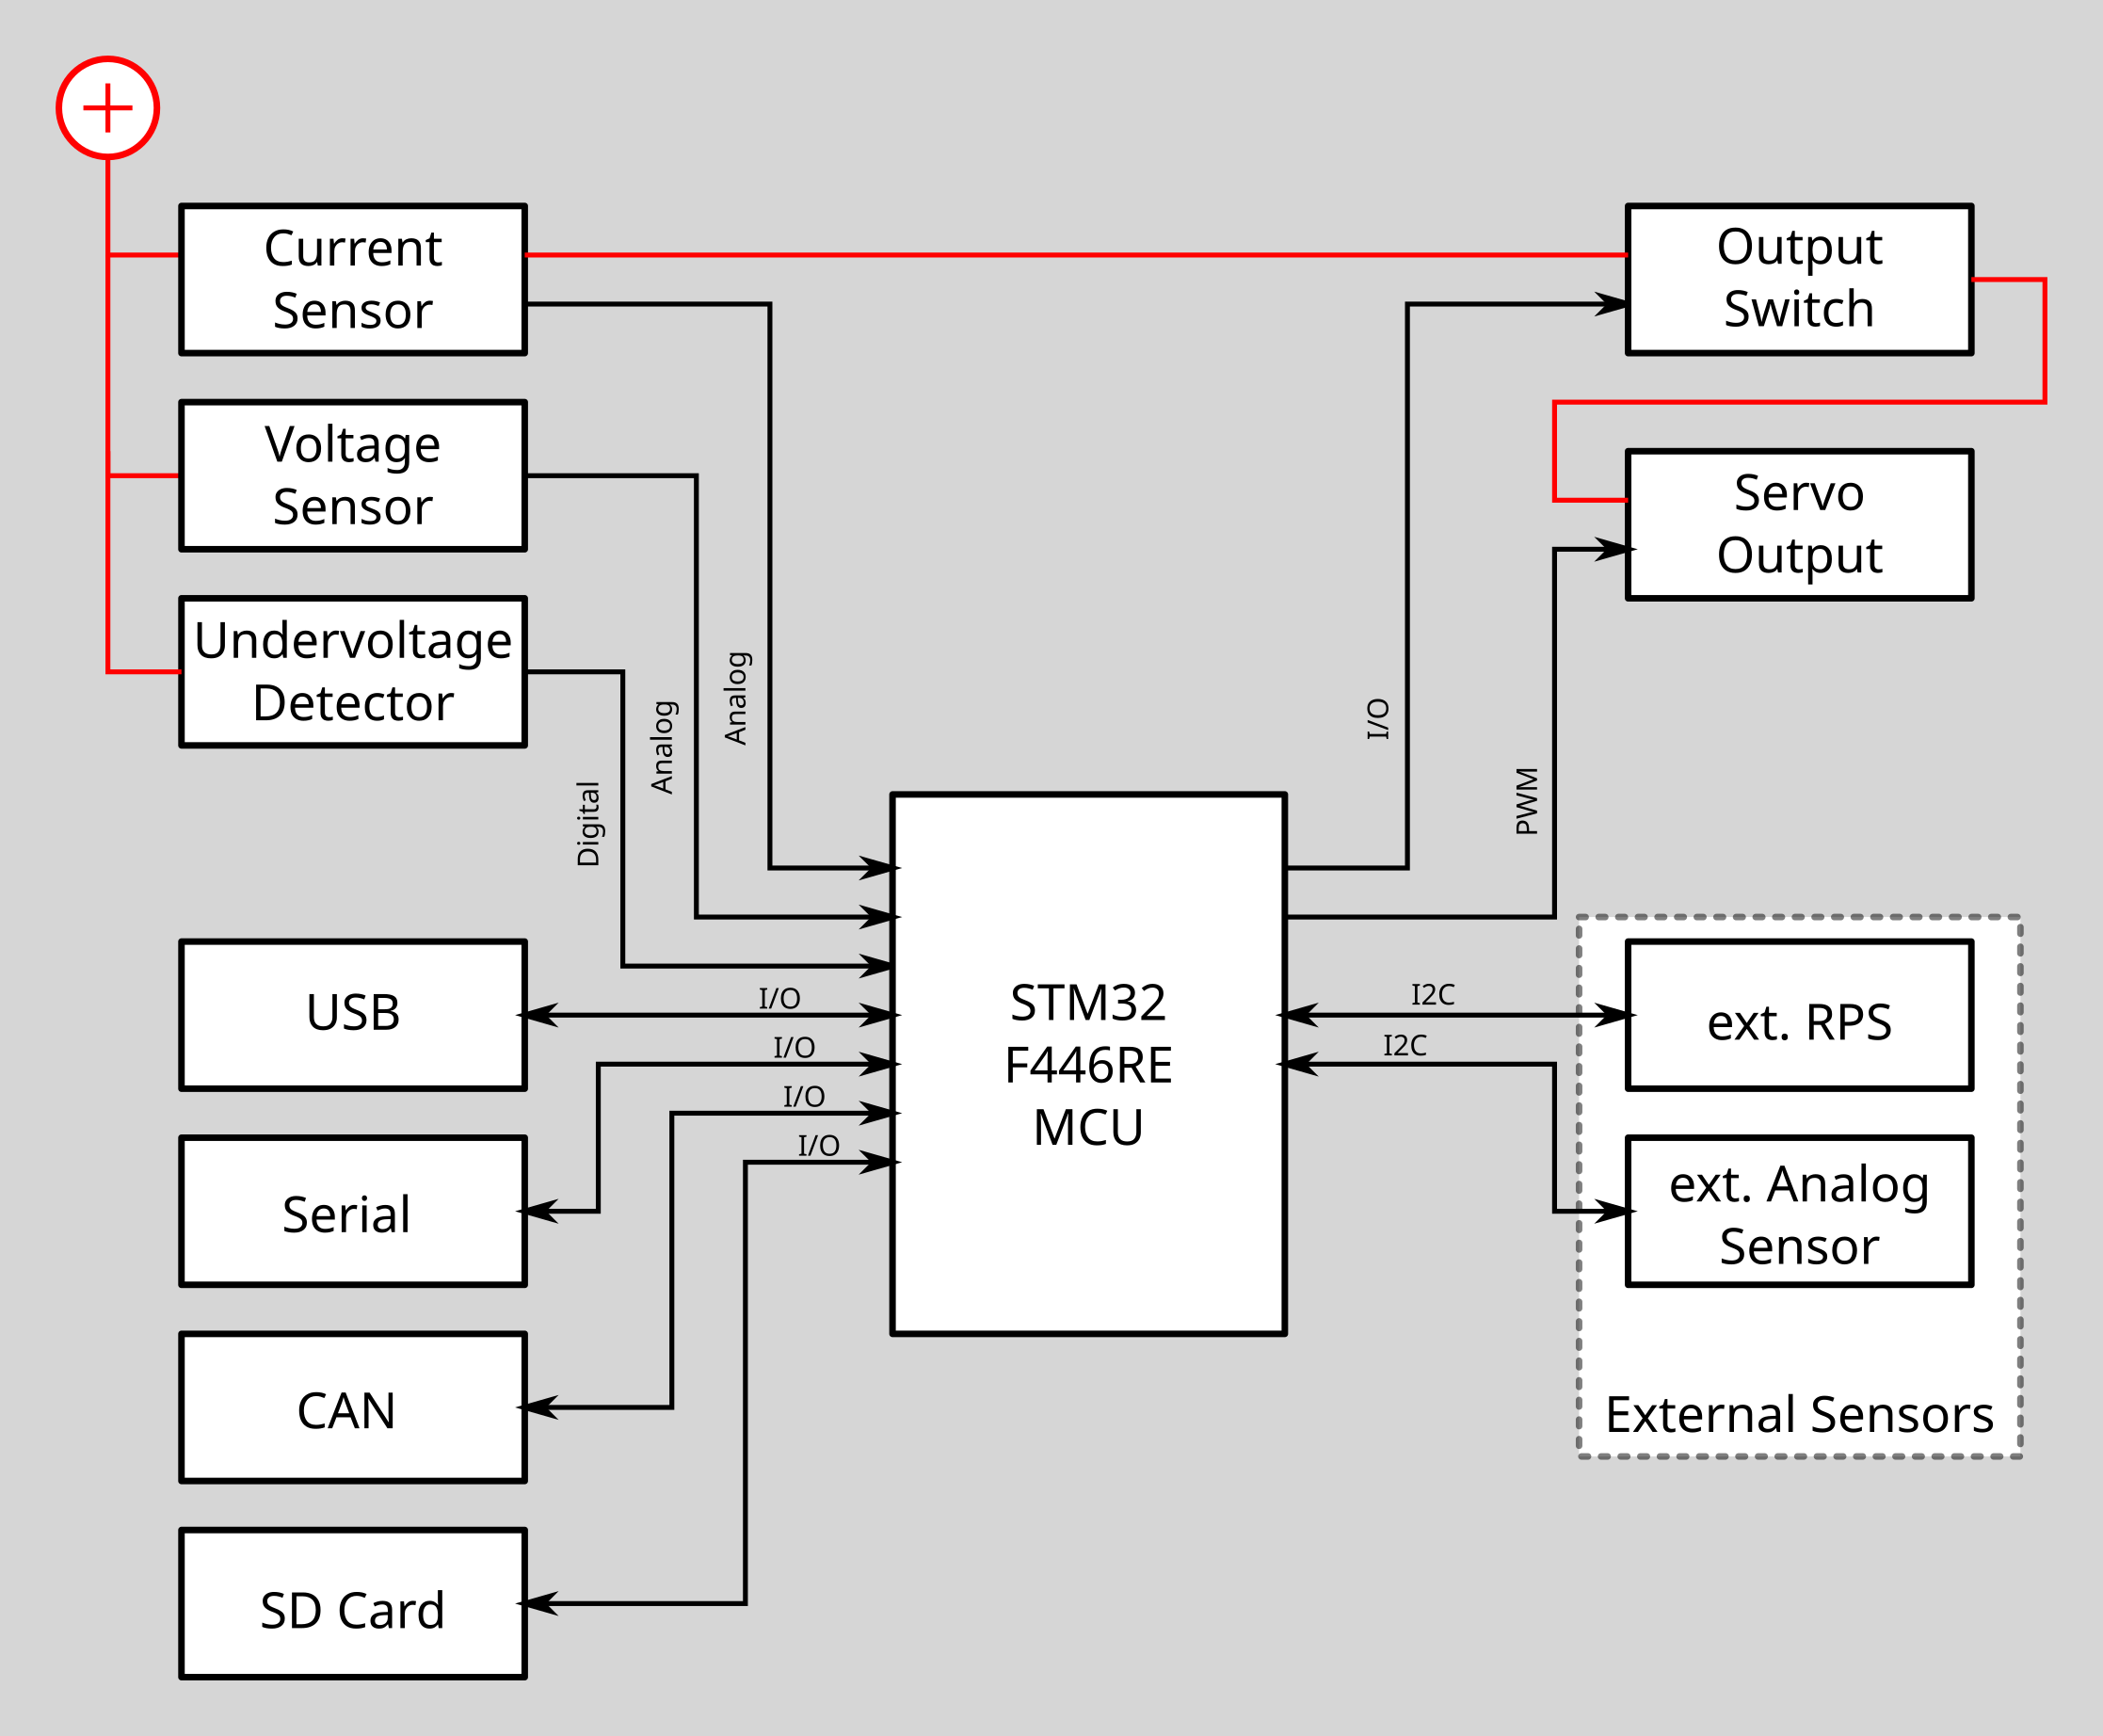 Current
Sensor
Output
Switch
Voltage
Sensor
Servo
Output
Undervoltage
Detector
Digital
Analog
Analog
I/O
PWM
STM32
F446RE
MCU
USB
I/O
I/O
I/O
I/O
Serial
CAN
SD Card
I2C
I2C
ext. RPS
ext. Analog
Sensor
External Sensors